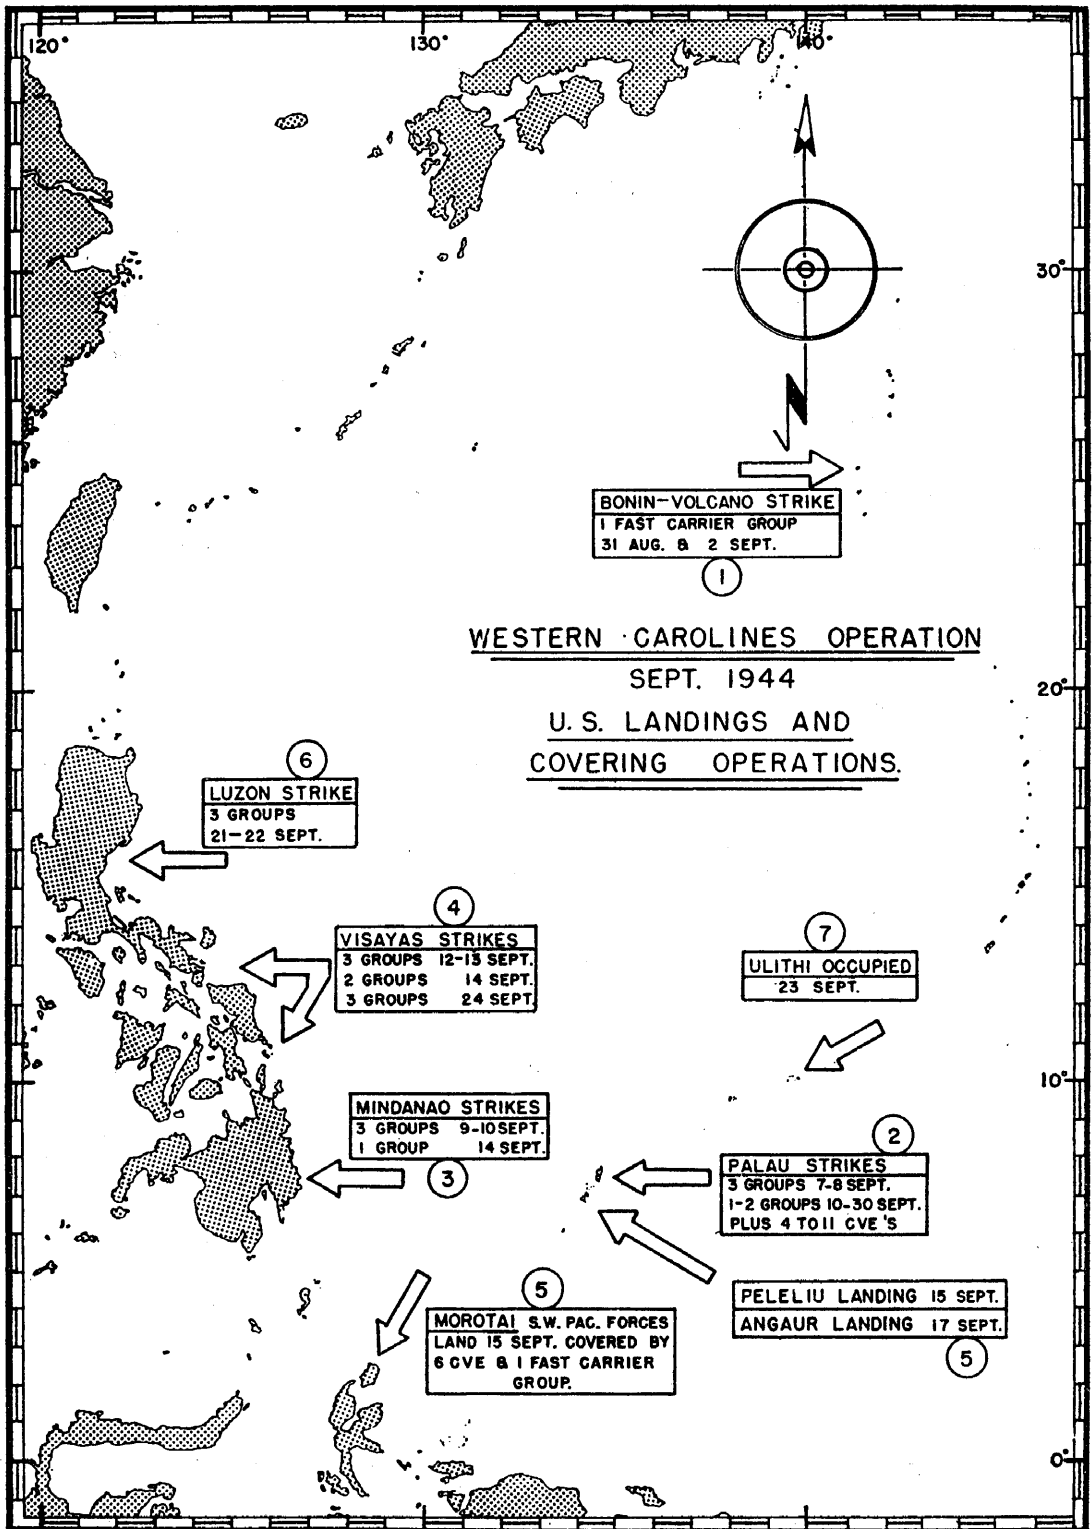 120° 130° 140°
30°
BONIN-VOLCANO STRIKE
1 FAST CARRIER GROUP
31 AUG. & 2 SEPT.
1
WESTERN CAROLINES OPERATION
SEPT. 1944
U.S. LANDINGS AND
COVERING OPERATIONS.
20°
6
LUZON STRIKE
3 GROUPS
21-22 SEPT.
4
VISAYAS STRIKES
3 GROUPS 12-13 SEPT.
2 GROUPS 14 SEPT.
3 GROUPS 24 SEPT.
7
ULITHI OCCUPIED
23 SEPT.
10°
MINDANAO STRIKES
3 GROUPS 9-10 SEPT.
1 GROUP 14 SEPT.
3
2
PALAU STRIKES
3 GROUPS 7-8 SEPT.
1-2 GROUPS 10-30 SEPT.
PLUS 4 TO 11 CVE'S
5
MOROTAI S.W. PAC. FORCES
LAND 15 SEPT. COVERED BY
6 CVE & 1 FAST CARRIER
GROUP.
PELELIU LANDING 15 SEPT.
ANGAUR LANDING 17 SEPT.
5
0°
N